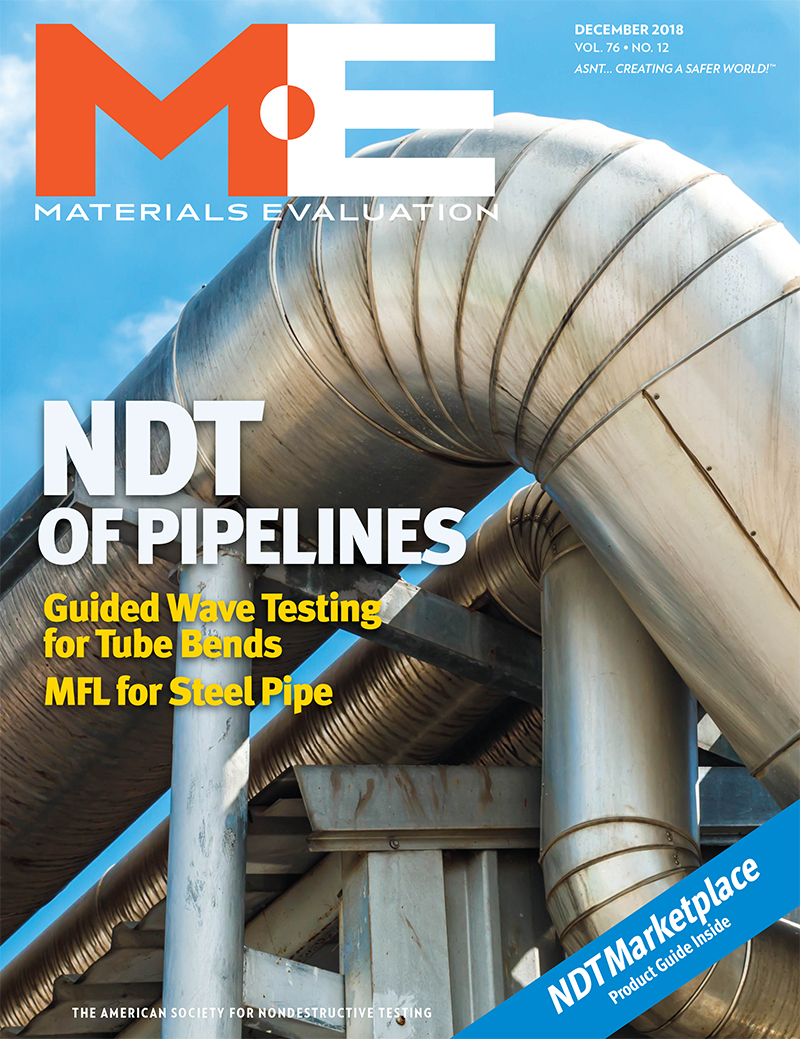 M•E
MATERIALS EVALUATION
DECEMBER 2018
VOL. 76 • NO. 12
ASNT... CREATING A SAFER WORLD!™
NDT
OF PIPELINES
Guided Wave Testing
for Tube Bends
MFL for Steel Pipe
NDT Marketplace
Product Guide Inside
THE AMERICAN SOCIETY FOR NONDESTRUCTIVE TESTING